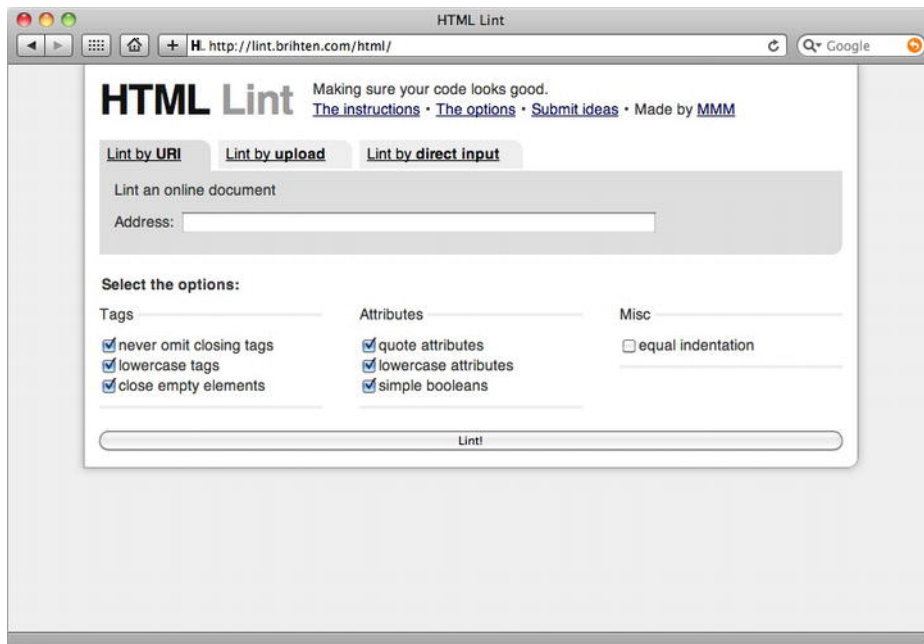 HTML Lint
H. http://lint.brihten.com/html/
Google
HTML Lint
Making sure your code looks good.
The instructions • The options • Submit ideas • Made by MMM
Lint by URI
Lint by upload
Lint by direct input
Lint an online document
Address:
Select the options:
Tags
never omit closing tags
lowercase tags
close empty elements
Attributes
quote attributes
lowercase attributes
simple booleans
Misc
equal indentation
Lint!